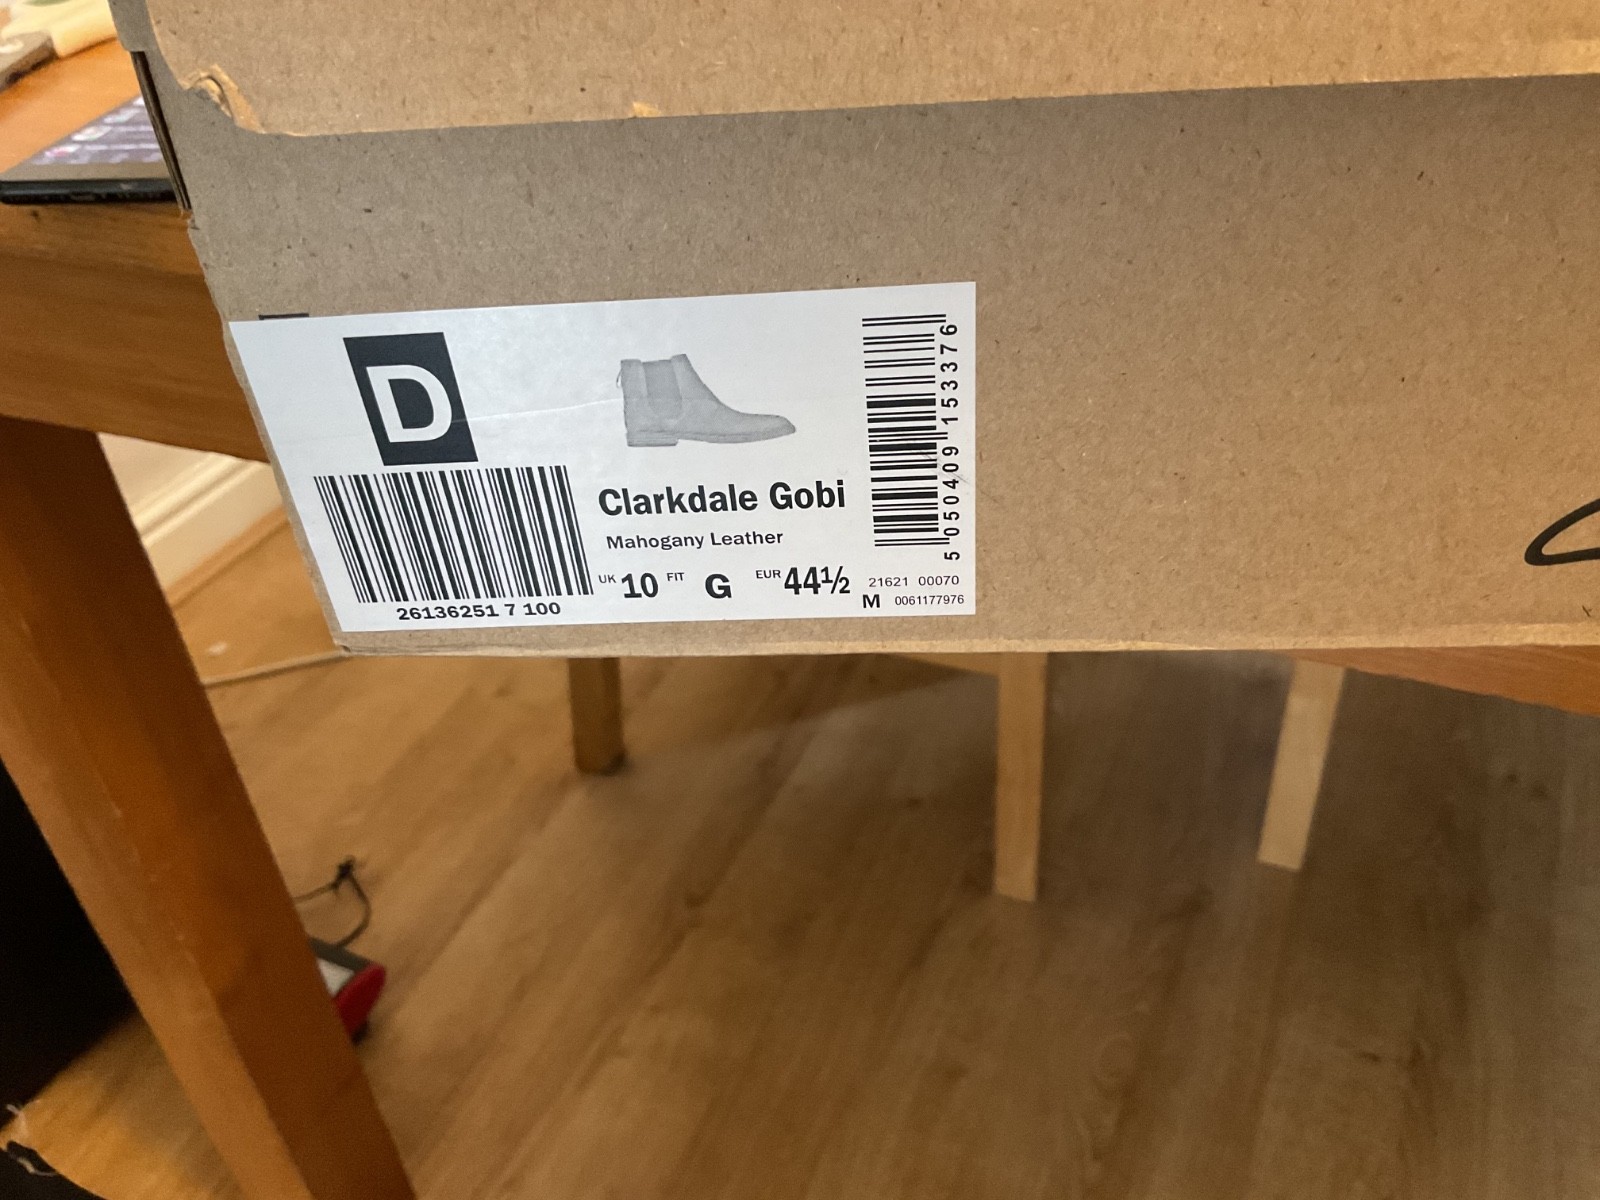 D
26136251 7 100
Clarkdale Gobi
Mahogany Leather
UK 10 FIT G EUR 44½
5 050409 153376
21621 00070
M 0061177976